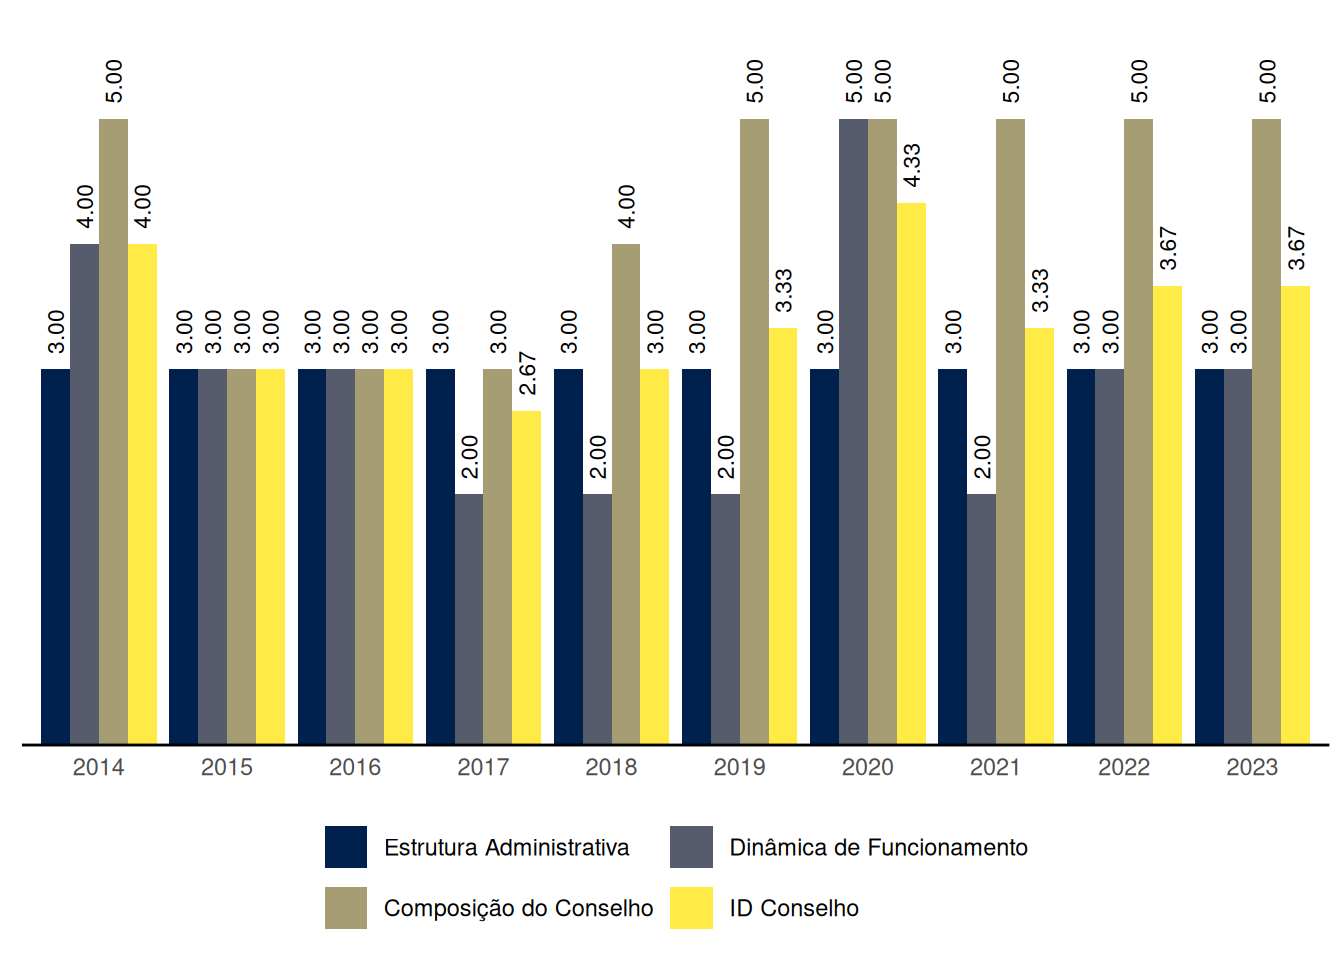 3.00 4.00 5.00 4.00
3.00 3.00 3.00 3.00
3.00 3.00 3.00 3.00
3.00 2.00 3.00 2.67
3.00 2.00 4.00 3.00
3.00 2.00 5.00 3.33
3.00 5.00 5.00 4.33
3.00 2.00 5.00 3.33
3.00 3.00 5.00 3.67
3.00 3.00 5.00 3.67
2014 2015 2016 2017 2018 2019 2020 2021 2022 2023
Estrutura Administrativa Dinâmica de Funcionamento
Composição do Conselho ID Conselho